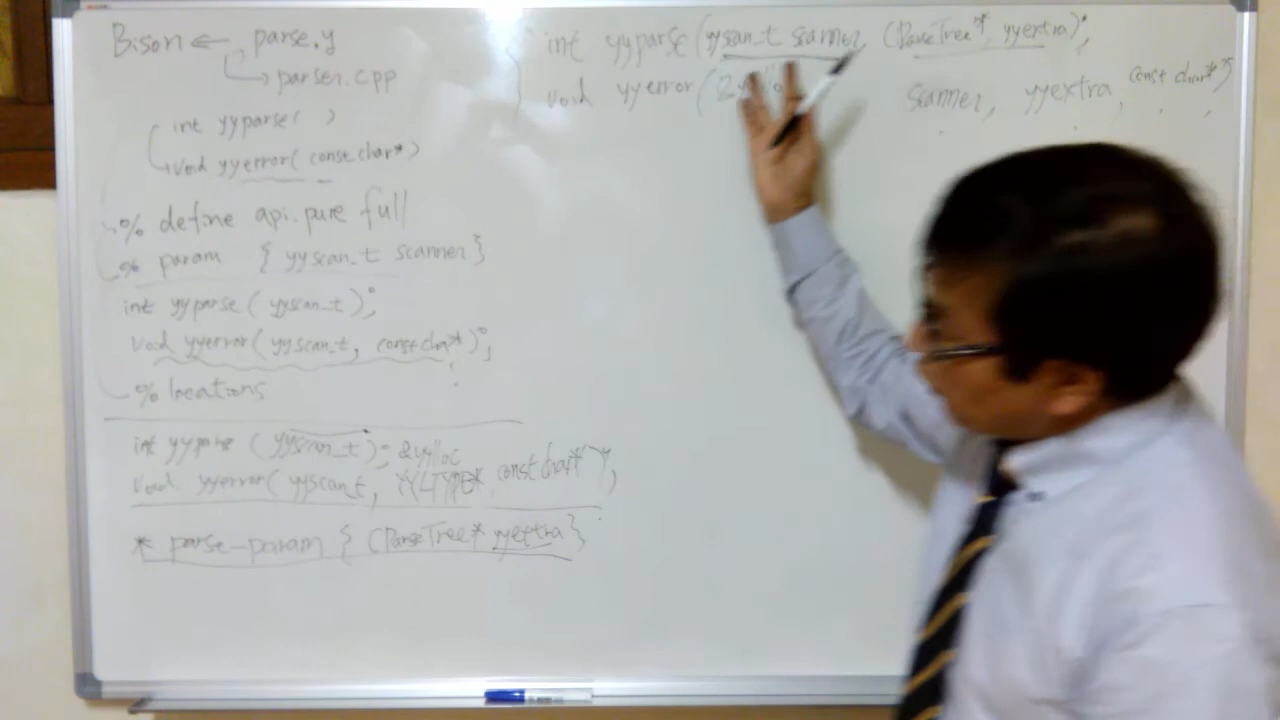 Bison ← parse.y
→ parser.cpp
int yyparse( )
void yyerror( const char*)
% define api.pure full
% param { yyscan_t scanner }
int yyparse( yyscan_t );
void yyerror( yyscan_t, const char* );
% locations
int yyparse ( yyscan_t ); &yylloc
void yyerror( yyscan_t, YYLTYPE*, const char* );
* parse-param { CParseTree* yyextra }
int yyparse (yyscan_t scanner, CParseTree*, yyextra);
void yyerror ( scanner, yyextra, const char*);